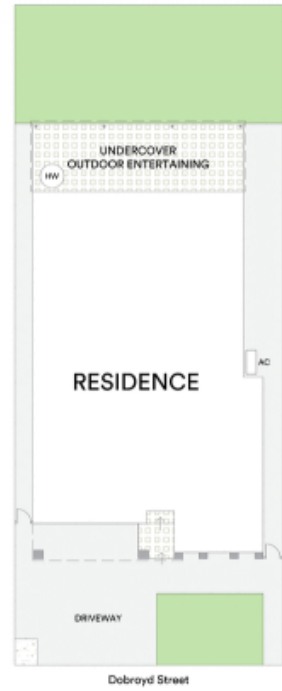 UNDERCOVER
OUTDOOR ENTERTAINING
HW
AC
RESIDENCE
DRIVEWAY
Dobroyd Street